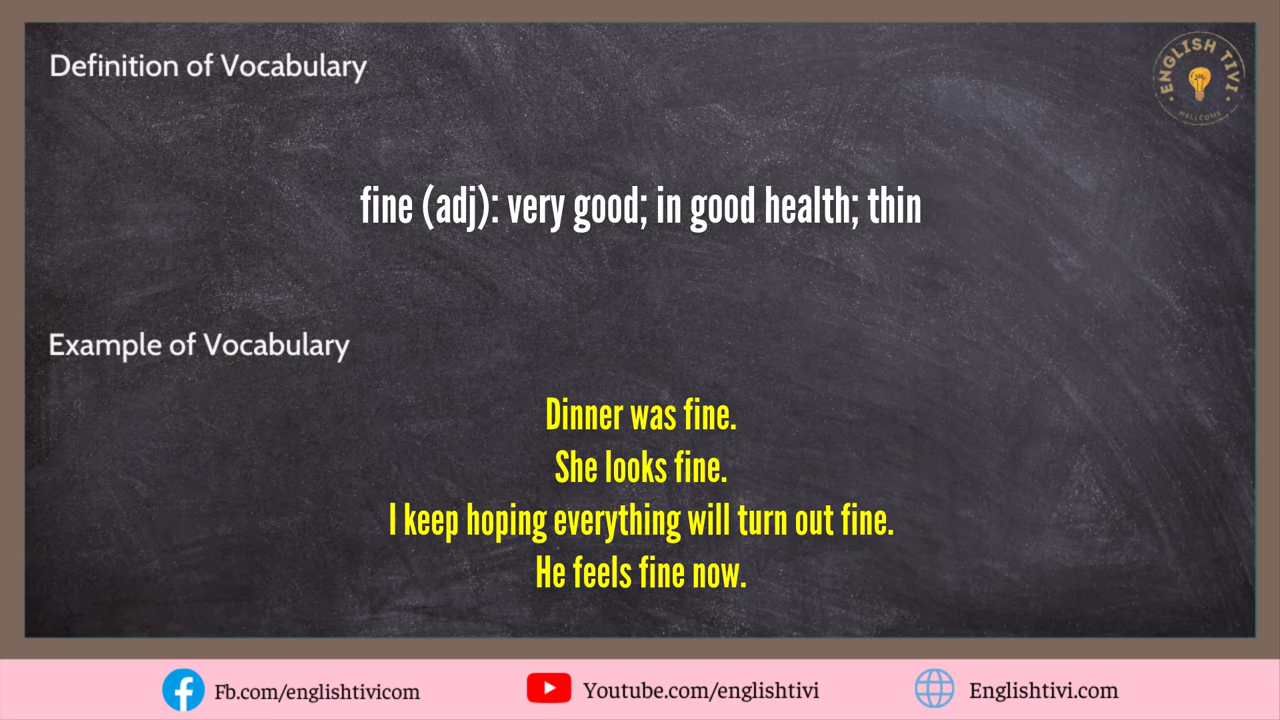 Definition of Vocabulary
ENGLISH TIVI
WELLCOME
fine (adj): very good; in good health; thin
Example of Vocabulary
Dinner was fine.
She looks fine.
I keep hoping everything will turn out fine.
He feels fine now.
Fb.com/englishtivicom
Youtube.com/englishtivi
Englishtivi.com